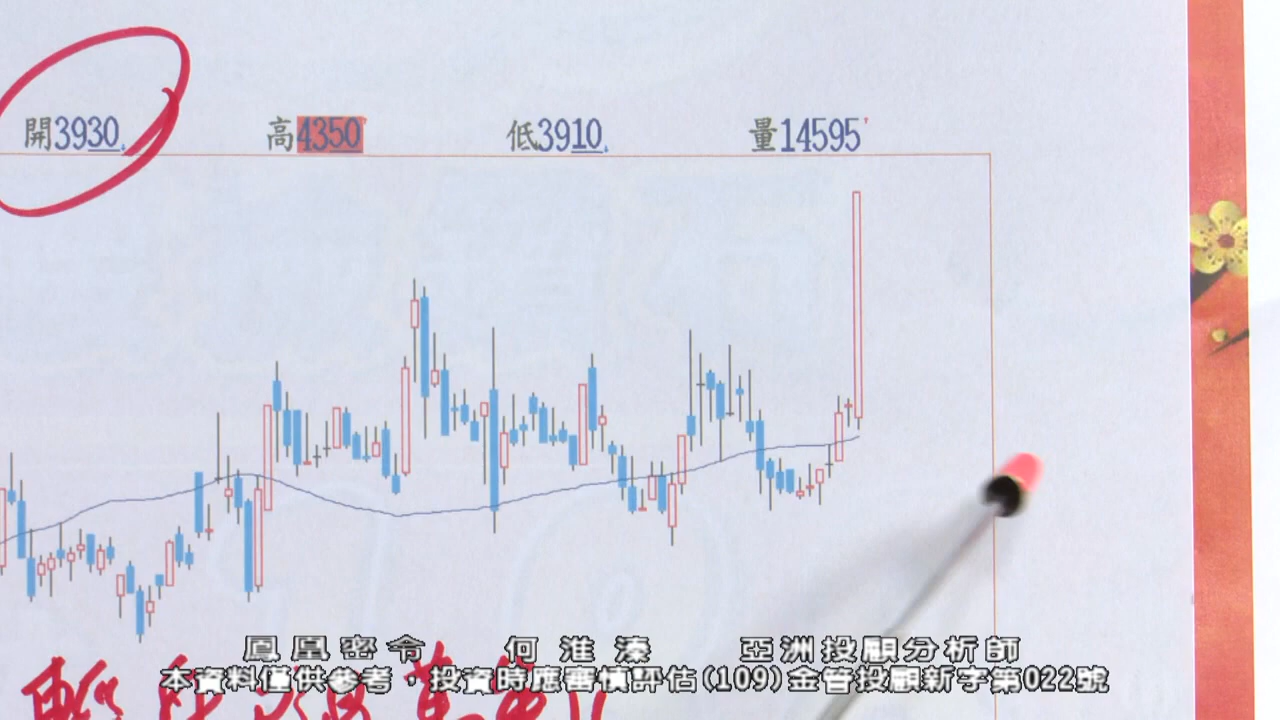 開3930 高4350 低3910 量14595
鳳凰密令 何淮溱 亞洲投顧分析師
本資料僅供參考，投資時應審慎評估(109)金管投顧新字第022號